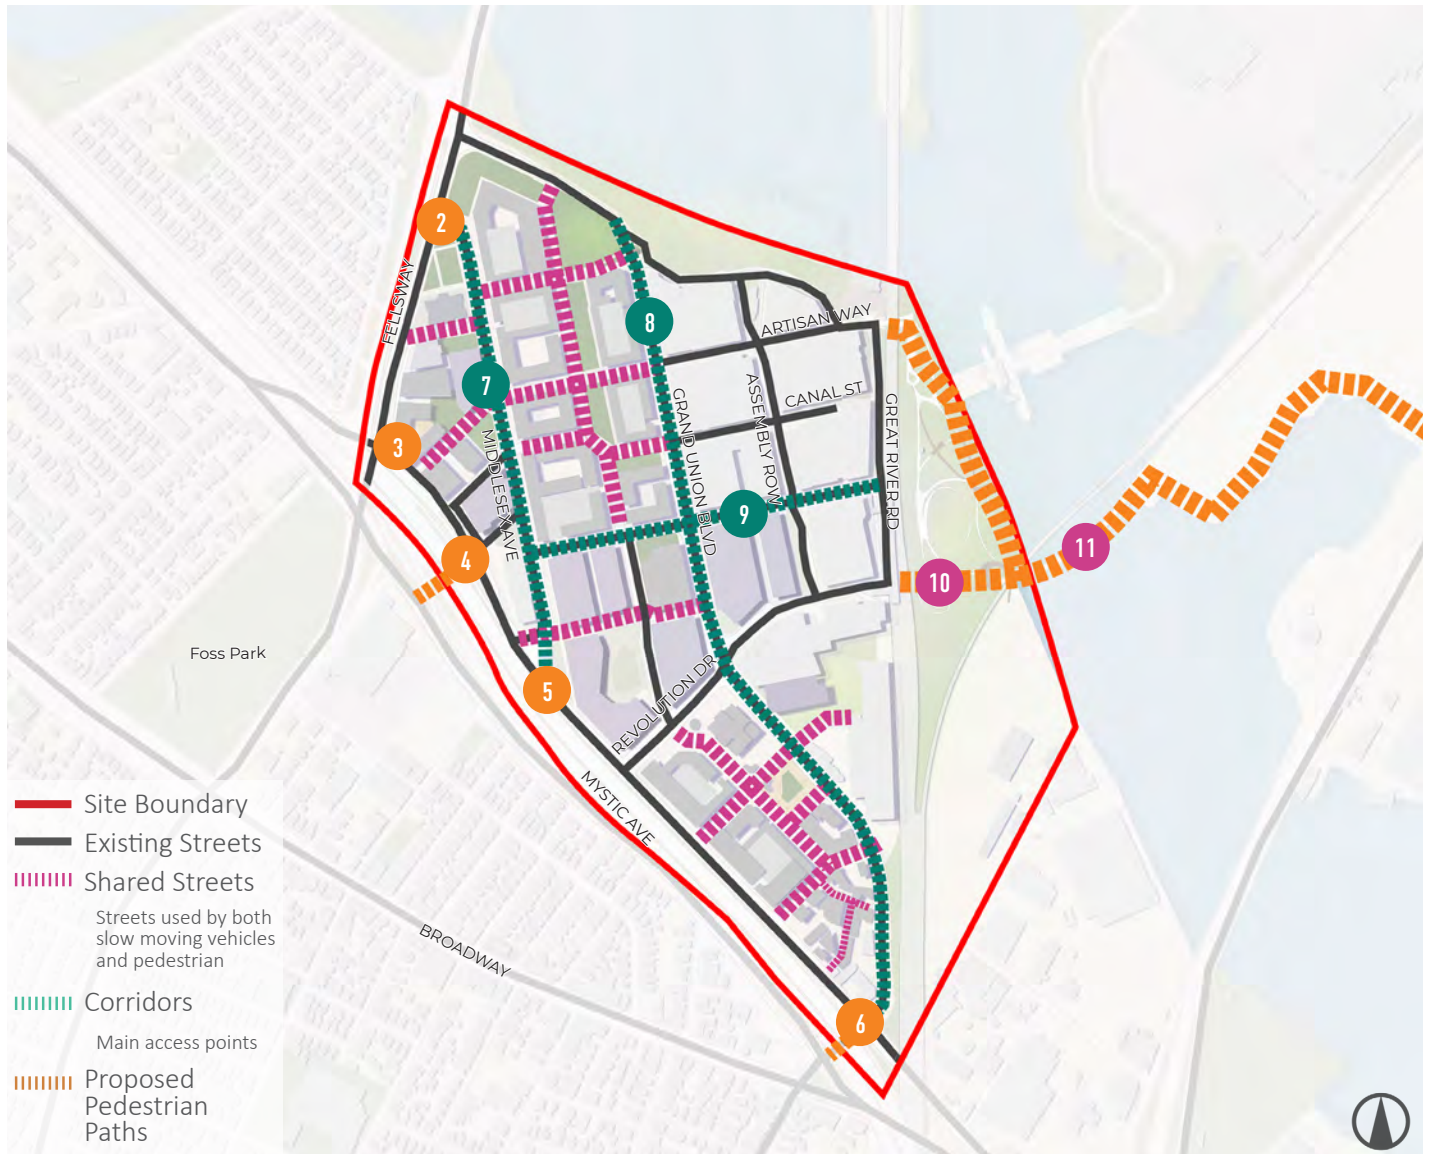 2
FELLSWAY
8
ARTISAN WAY
7
ASSEMBLY ROW
CANAL ST
GRAND UNION BLVD
GREAT RIVER RD
3
MIDDLESEX AVE
9
4
11
10
Foss Park
5
REVOLUTION DR
MYSTIC AVE
BROADWAY
6
Site Boundary
Existing Streets
Shared Streets
Streets used by both
slow moving vehicles
and pedestrian
Corridors
Main access points
Proposed
Pedestrian
Paths